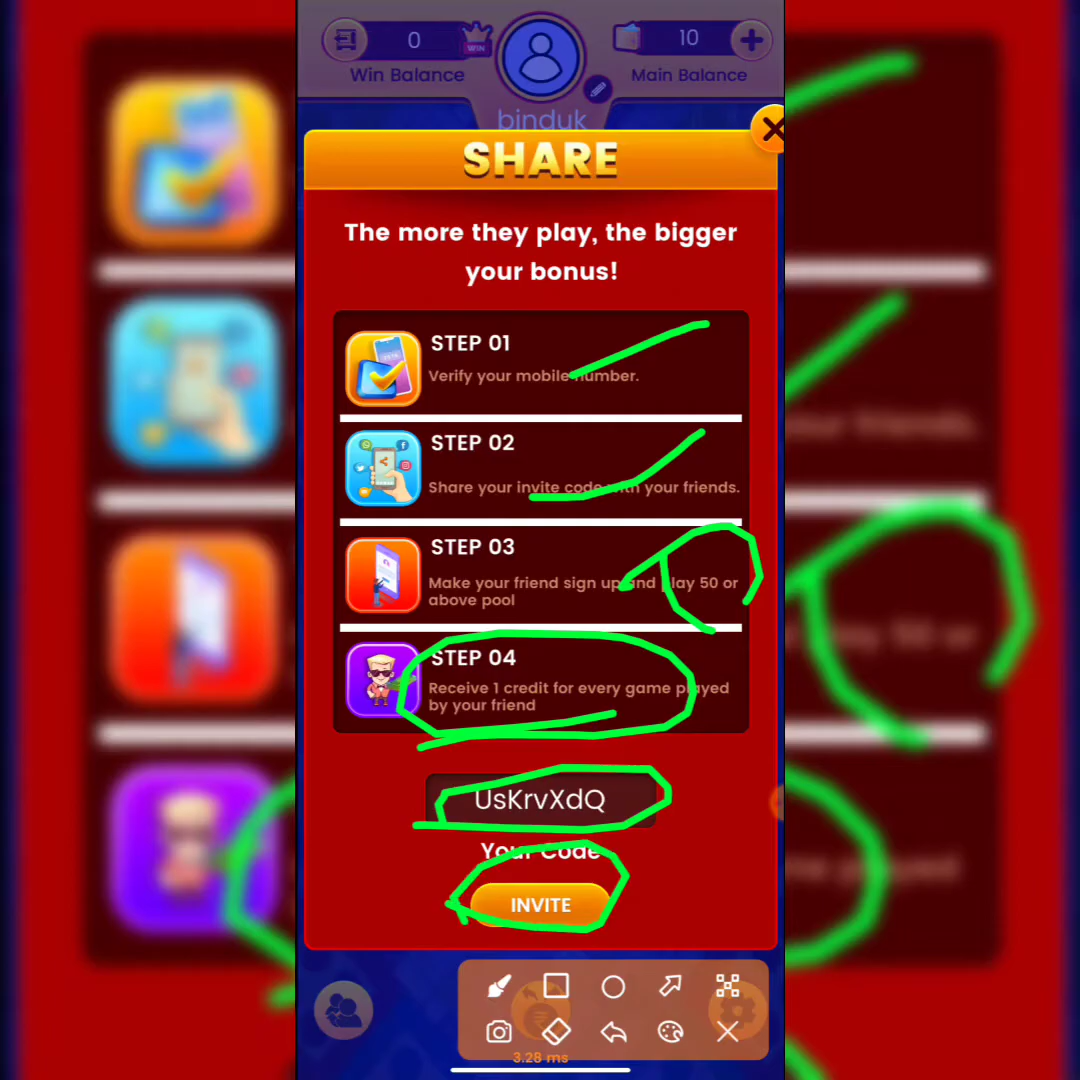 0
WIN
10
Win Balance
Main Balance
binduk
SHARE
The more they play, the bigger
your bonus!
STEP 01
Verify your mobile number.
STEP 02
Share your invite code with your friends.
STEP 03
Make your friend sign up and play 50 or
above pool
STEP 04
Receive 1 credit for every game played
by your friend
UsKrvXdQ
Your Code
INVITE
3.28 ms